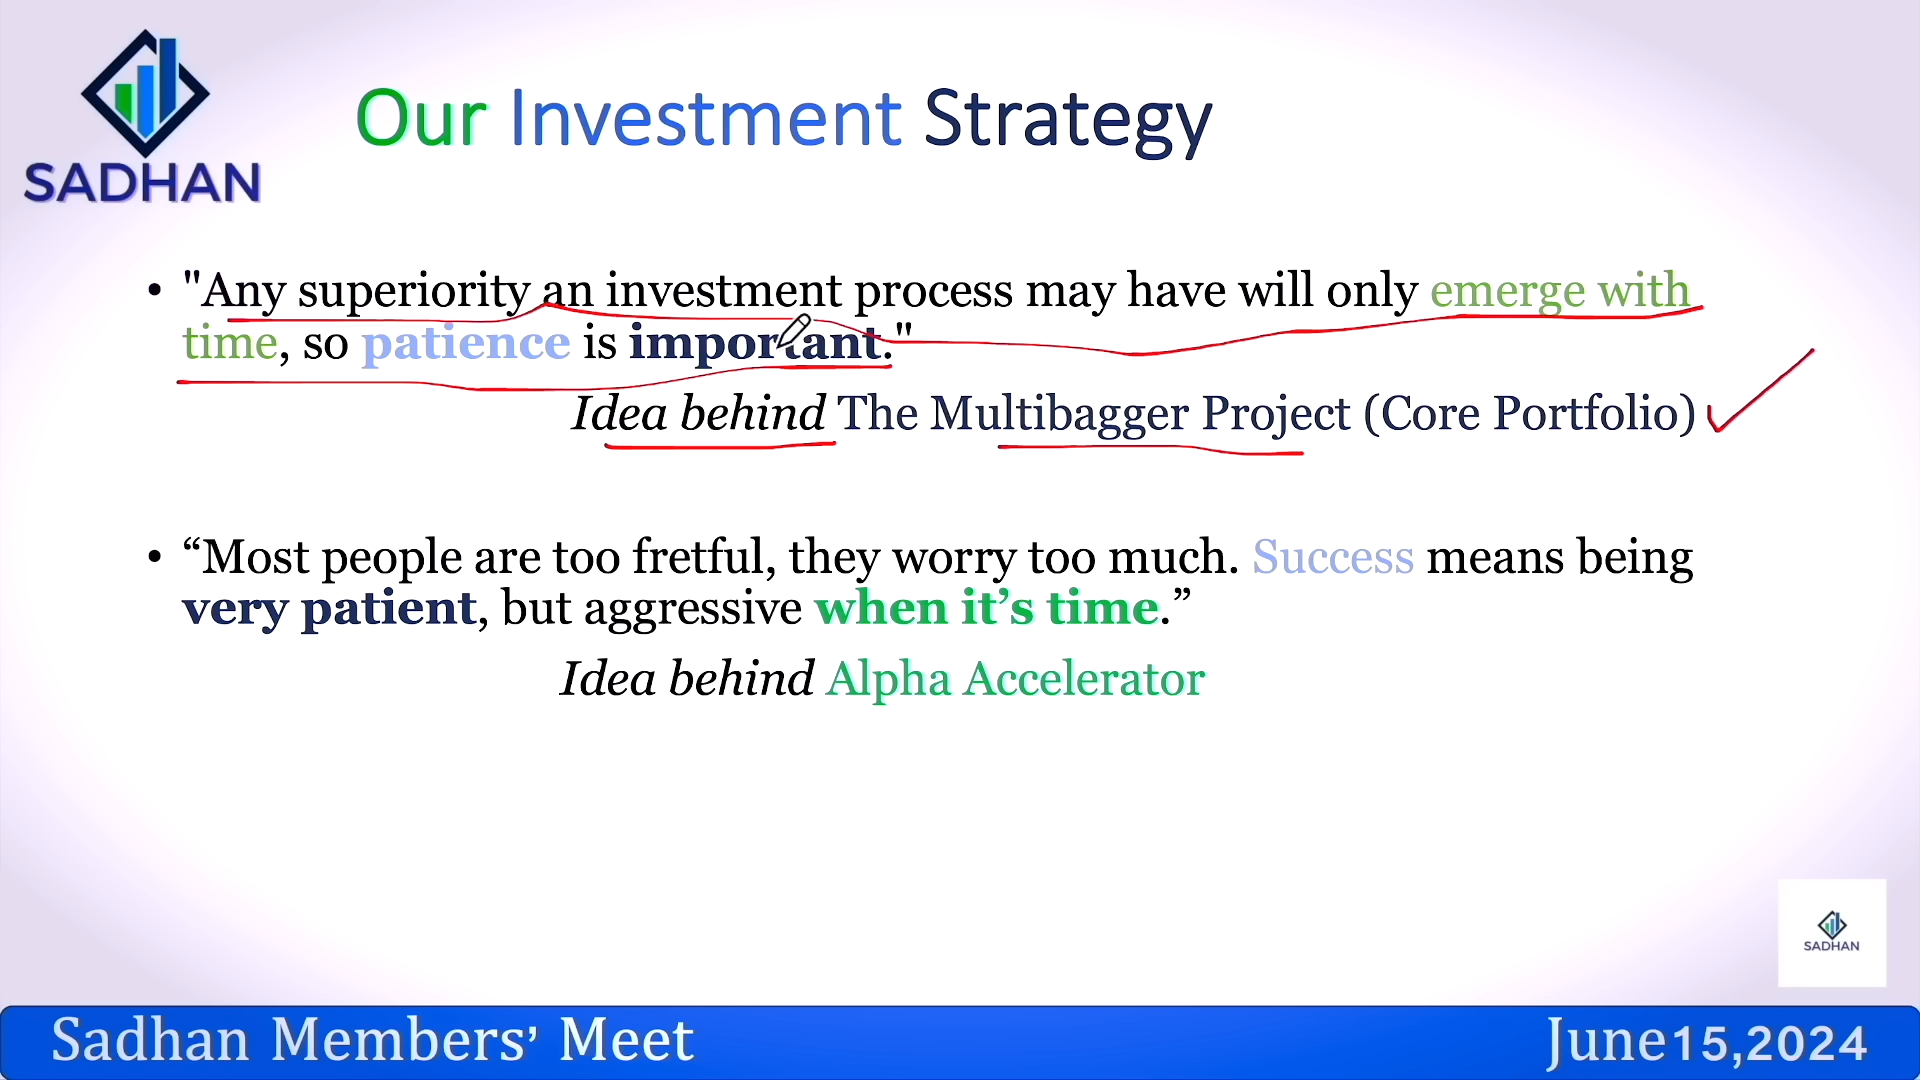 SADHAN
Our Investment Strategy
• "Any superiority an investment process may have will only emerge with
time, so patience is important."
Idea behind The Multibagger Project (Core Portfolio)
• “Most people are too fretful, they worry too much. Success means being
very patient, but aggressive when it’s time.”
Idea behind Alpha Accelerator
SADHAN
Sadhan Members’ Meet
June15,2024